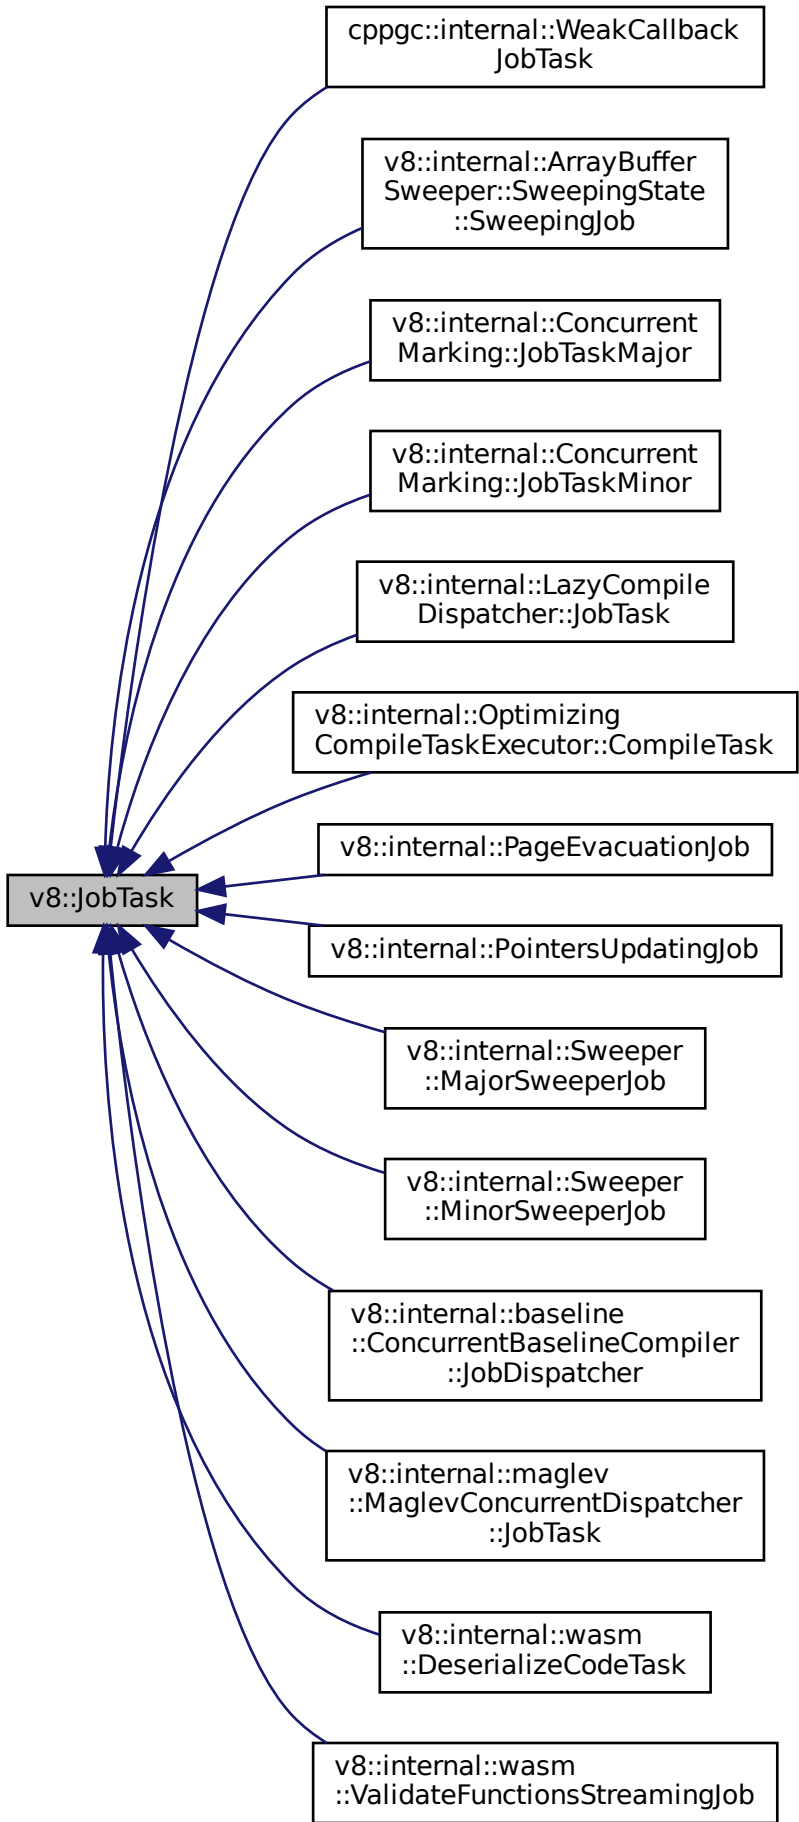 cppgc::internal::WeakCallback
JobTask
v8::internal::ArrayBuffer
Sweeper::SweepingState
::SweepingJob
v8::internal::Concurrent
Marking::JobTaskMajor
v8::internal::Concurrent
Marking::JobTaskMinor
v8::internal::LazyCompile
Dispatcher::JobTask
v8::internal::Optimizing
CompileTaskExecutor::CompileTask
v8::internal::PageEvacuationJob
v8::JobTask
v8::internal::PointersUpdatingJob
v8::internal::Sweeper
::MajorSweeperJob
v8::internal::Sweeper
::MinorSweeperJob
v8::internal::baseline
::ConcurrentBaselineCompiler
::JobDispatcher
v8::internal::maglev
::MaglevConcurrentDispatcher
::JobTask
v8::internal::wasm
::DeserializeCodeTask
v8::internal::wasm
::ValidateFunctionsStreamingJob